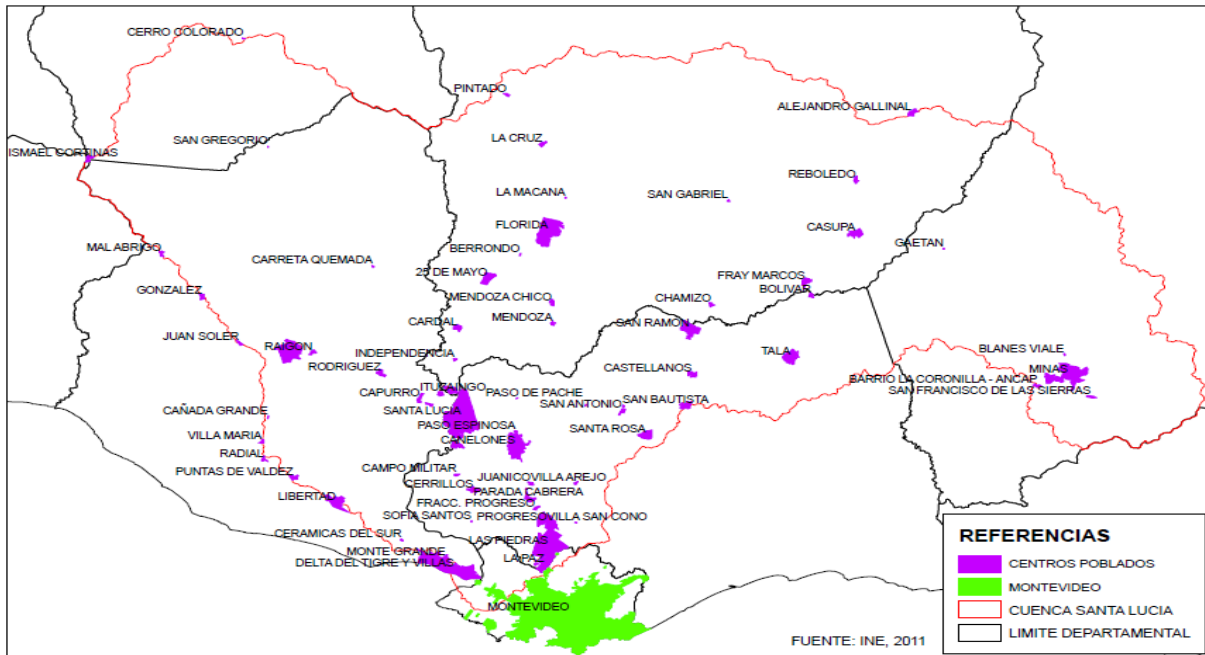 CERRO COLORADO
PINTADO
ALEJANDRO GALLINAL
SAN GREGORIO
LA CRUZ
ISMAEL CORTINAS
REBOLEDO
LA MACANA
SAN GABRIEL
FLORIDA
CASUPA
MAL ABRIGO
BERRONDO
GAETAN
CARRETA QUEMADA
25 DE MAYO
FRAY MARCOS
GONZALEZ
MENDOZA CHICO
CHAMIZO
BOLIVAR
CARDAL
MENDOZA
SAN RAMON
JUAN SOLER
RAIGON
INDEPENDENCIA
TALA
BLANES VIALE
RODRIGUEZ
CASTELLANOS
MINAS
BARRIO LA CORONILLA - ANCAP
CAPURRO
ITUZAINGO
PASO DE PACHE
SAN FRANCISCO DE LAS SIERRAS
SANTA LUCIA
SAN ANTONIO
SAN BAUTISTA
CAÑADA GRANDE
PASO ESPINOSA
SANTA ROSA
VILLA MARIA
CANELONES
RADIAL
PUNTAS DE VALDEZ
CAMPO MILITAR
JUANICO
VILLA AREJO
CERRILLOS
PARADA CABRERA
LIBERTAD
FRACC. PROGRESO
SOFIA SANTOS
PROGRESO
VILLA SAN CONO
CERAMICAS DEL SUR
LAS PIEDRAS
MONTE GRANDE
LA PAZ
DELTA DEL TIGRE Y VILLAS
MONTEVIDEO
REFERENCIAS
CENTROS POBLADOS
MONTEVIDEO
CUENCA SANTA LUCIA
LIMITE DEPARTAMENTAL
FUENTE: INE, 2011